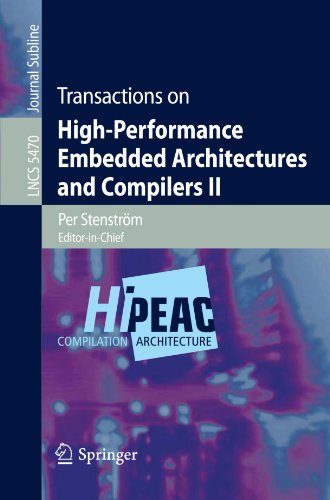 LNCS 5470
Journal Subline
Transactions on
High-Performance
Embedded Architectures
and Compilers II
Per Stenström
Editor-in-Chief
HiPEAC
COMPILATION ARCHITECTURE
Springer